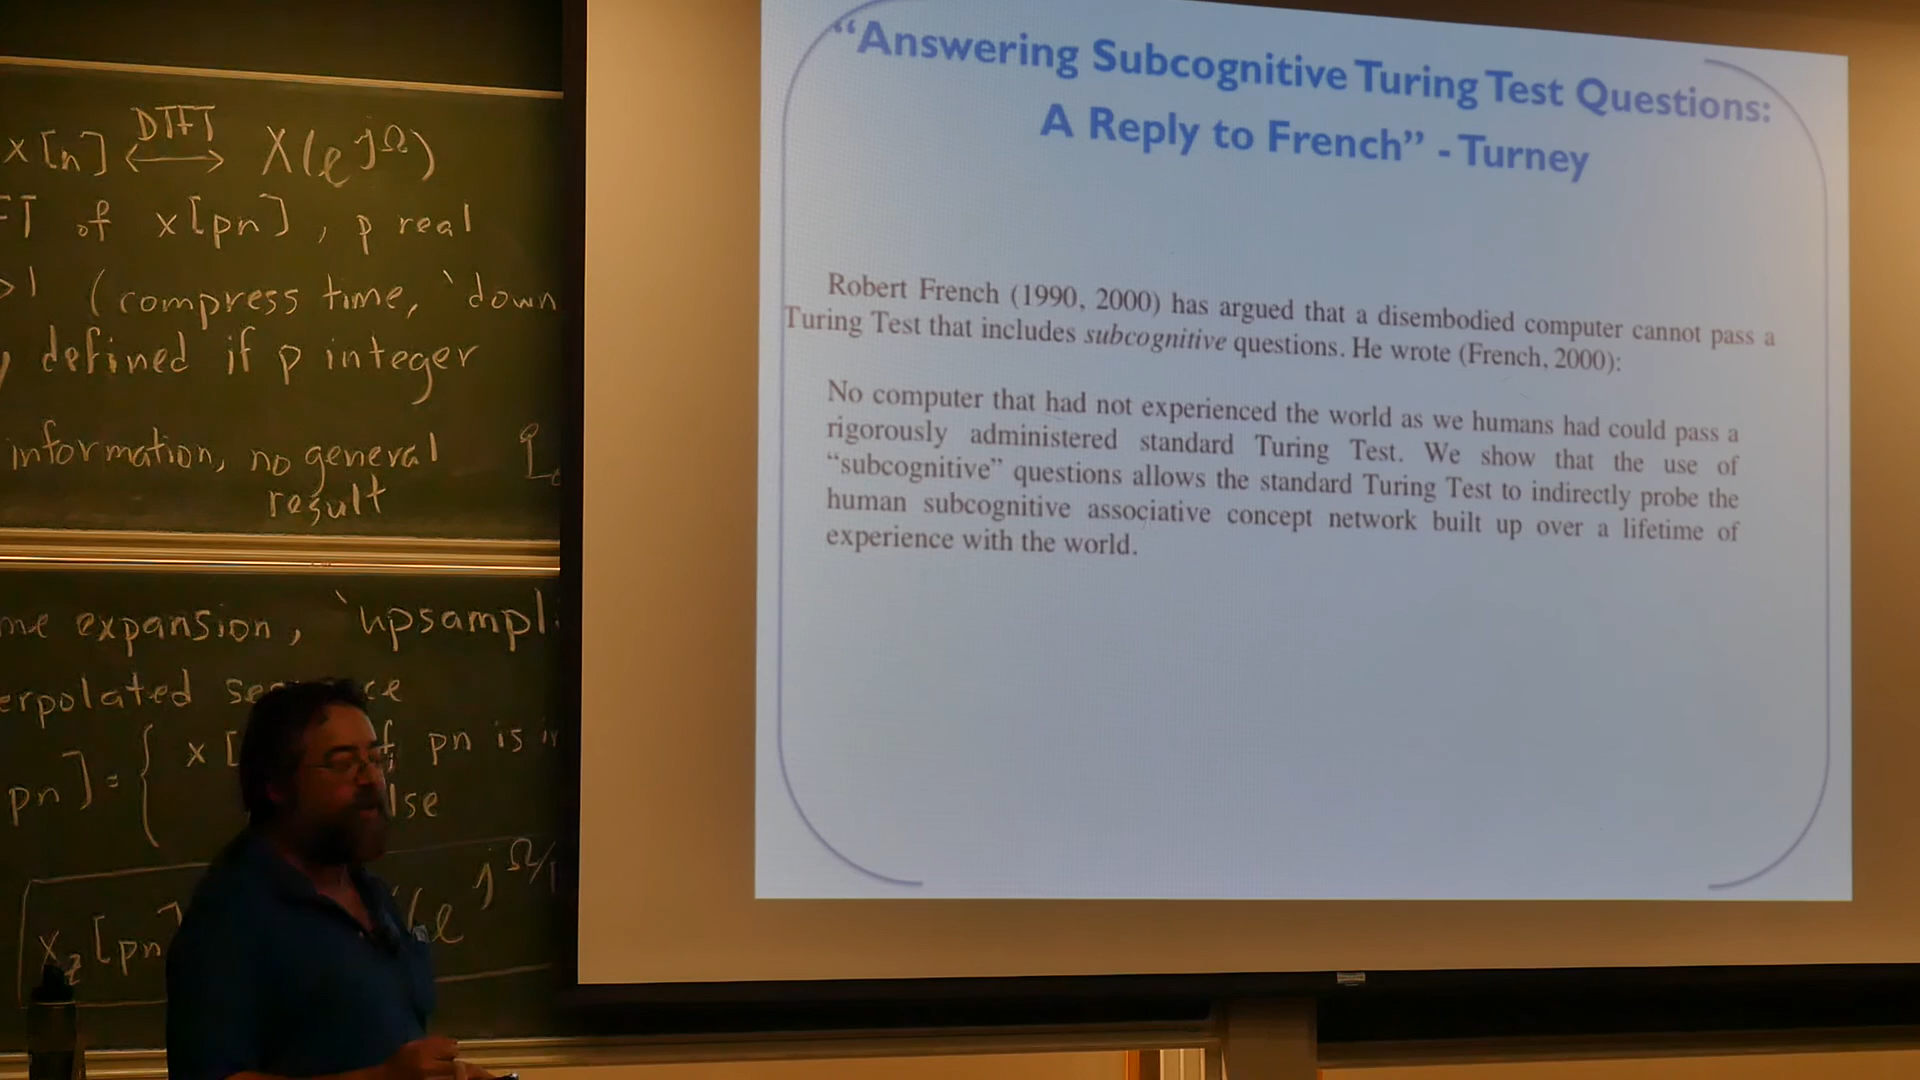 x[n] DTFT ⟷ X(e^jΩ)
of x[pn], p real
>1 (compress time, `down
defined if p integer
information, no general
result
expansion, `upsampl
pn is
pn] = {
x[pn
e^jΩ/
“Answering Subcognitive Turing Test Questions:
A Reply to French” - Turney
Robert French (1990, 2000) has argued that a disembodied computer cannot pass a
Turing Test that includes subcognitive questions. He wrote (French, 2000):
No computer that had not experienced the world as we humans had could pass a
rigorously administered standard Turing Test. We show that the use of
“subcognitive” questions allows the standard Turing Test to indirectly probe the
human subcognitive associative concept network built up over a lifetime of
experience with the world.